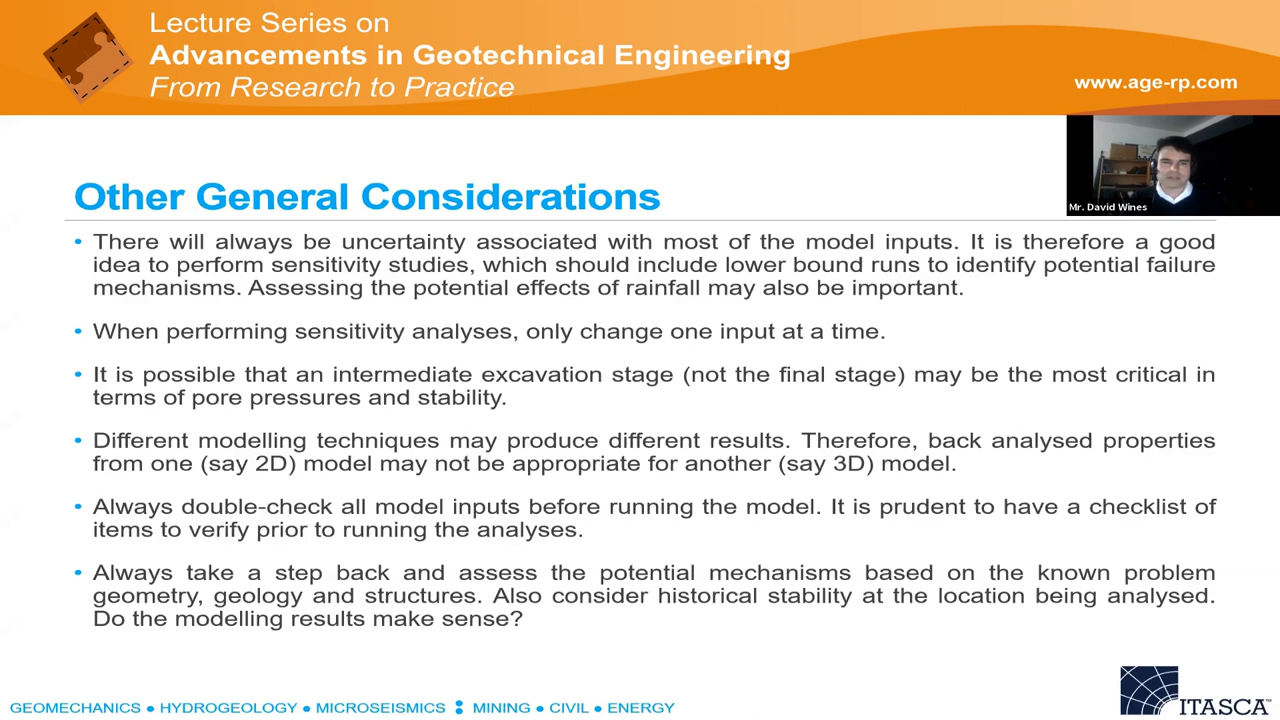 Lecture Series on
Advancements in Geotechnical Engineering
From Research to Practice
www.age-rp.com
Mr. David Wines
Other General Considerations
• There will always be uncertainty associated with most of the model inputs. It is therefore a good
idea to perform sensitivity studies, which should include lower bound runs to identify potential failure
mechanisms. Assessing the potential effects of rainfall may also be important.
• When performing sensitivity analyses, only change one input at a time.
• It is possible that an intermediate excavation stage (not the final stage) may be the most critical in
terms of pore pressures and stability.
• Different modelling techniques may produce different results. Therefore, back analysed properties
from one (say 2D) model may not be appropriate for another (say 3D) model.
• Always double-check all model inputs before running the model. It is prudent to have a checklist of
items to verify prior to running the analyses.
• Always take a step back and assess the potential mechanisms based on the known problem
geometry, geology and structures. Also consider historical stability at the location being analysed.
Do the modelling results make sense?
GEOMECHANICS ● HYDROGEOLOGY ● MICROSEISMICS : MINING ● CIVIL ● ENERGY
ITASCA™